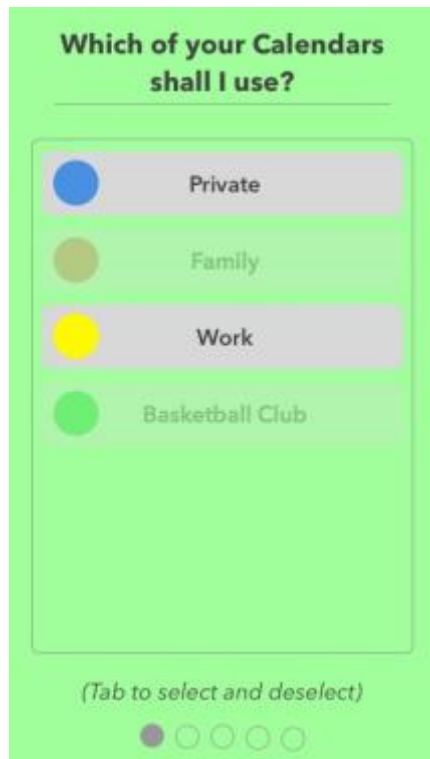 Which of your Calendars
shall I use?
Private
Family
Work
Basketball Club
(Tab to select and deselect)